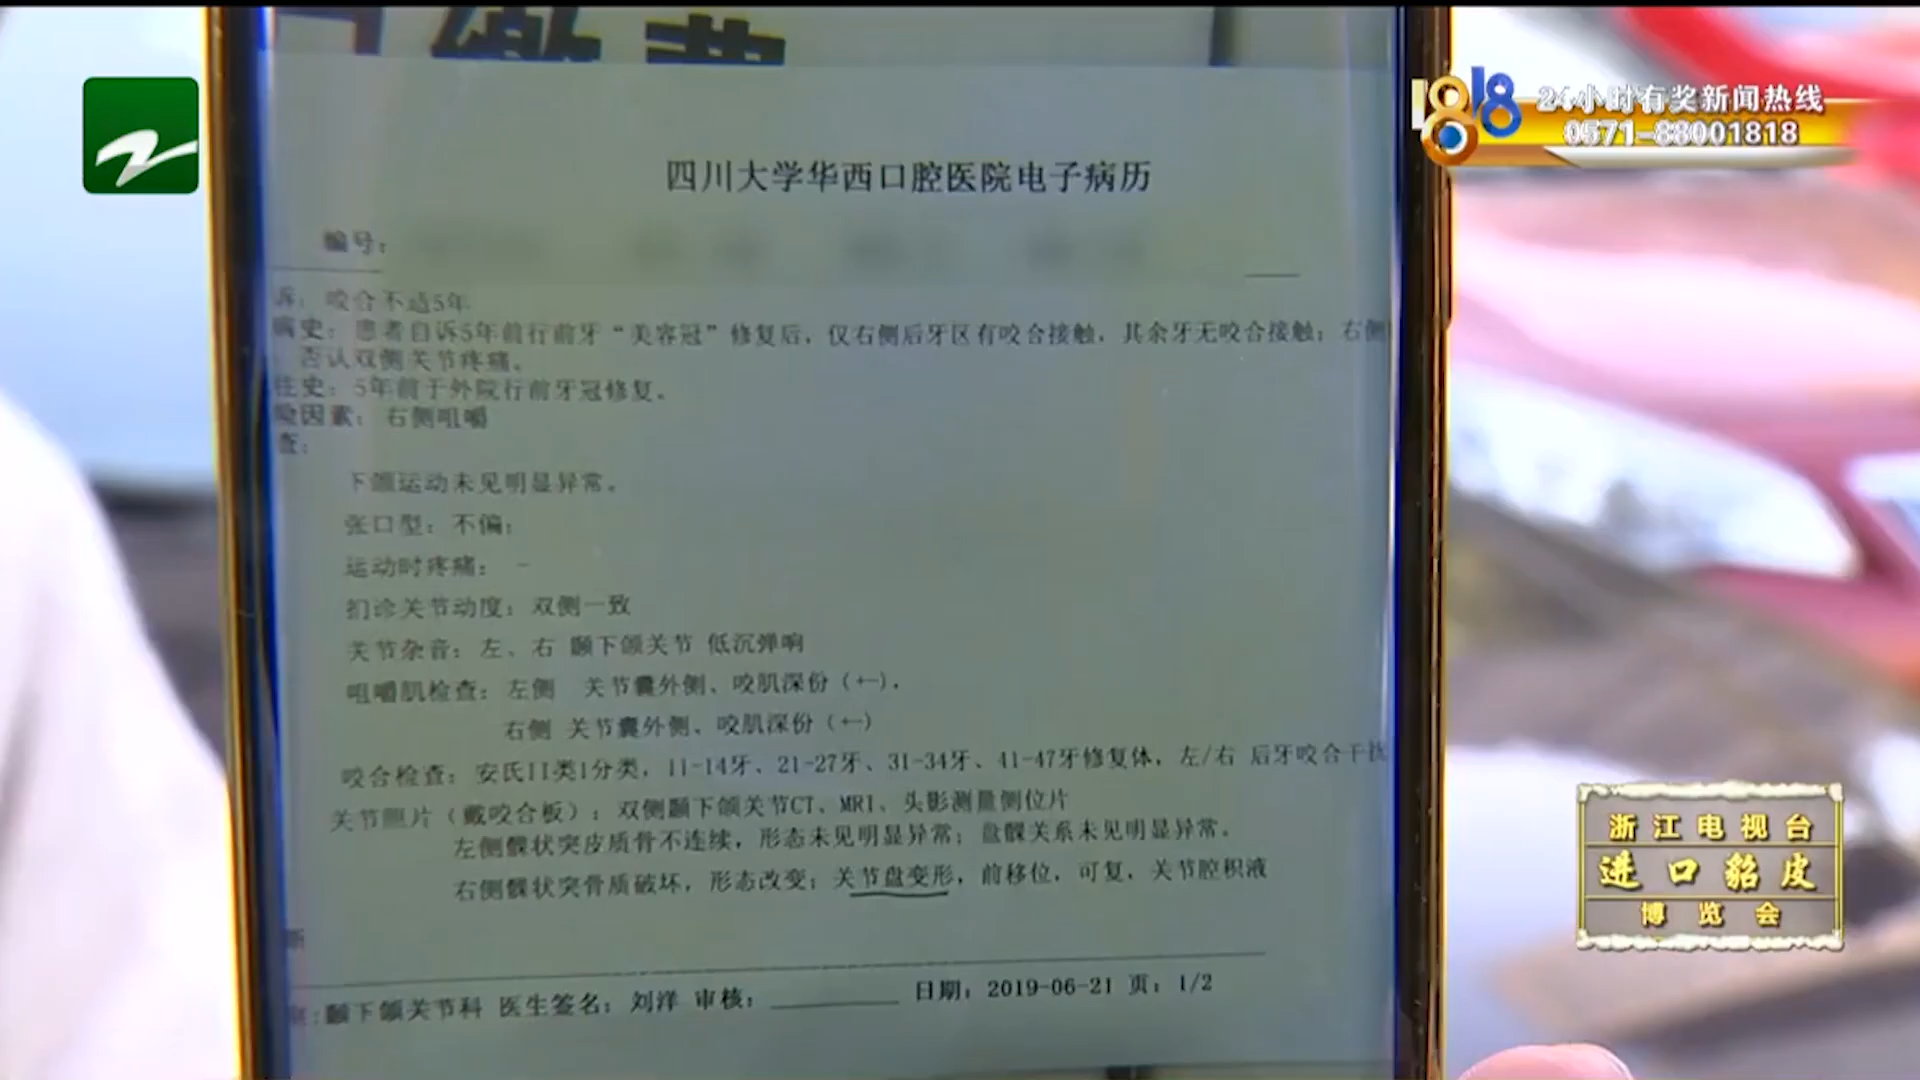 1818
24小时有奖新闻热线
0571-88001818
四川大学华西口腔医院电子病历
编号:
诉: 咬合不适5年
病史: 患者自诉5年前行前牙“美容冠”修复后,仅右侧后牙区有咬合接触,其余牙无咬合接触; 右侧
否认双侧关节疼痛。
往史: 5年前于外院行前牙冠修复。
险因素: 右侧咀嚼
查:
下颌运动未见明显异常。
张口型: 不偏;
运动时疼痛: -
扪诊关节动度: 双侧一致
关节杂音: 左、右 颞下颌关节 低沉弹响
咀嚼肌检查: 左侧 关节囊外侧、咬肌深份(+-).
右侧 关节囊外侧、咬肌深份(+-)
咬合检查: 安氏II类1分类, 11-14牙、21-27牙、31-34牙、41-47牙修复体, 左/右 后牙咬合干扰
关节照片(戴咬合板): 双侧颞下颌关节CT、MRI、头影测量侧位片
左侧髁状突皮质骨不连续, 形态未见明显异常; 盘髁关系未见明显异常。
右侧髁状突骨质破坏, 形态改变; 关节盘变形, 前移位, 可复, 关节腔积液
断
颞下颌关节科 医生签名: 刘洋 审核: 日期: 2019-06-21 页: 1/2
浙江电视台
进口貂皮
博览会